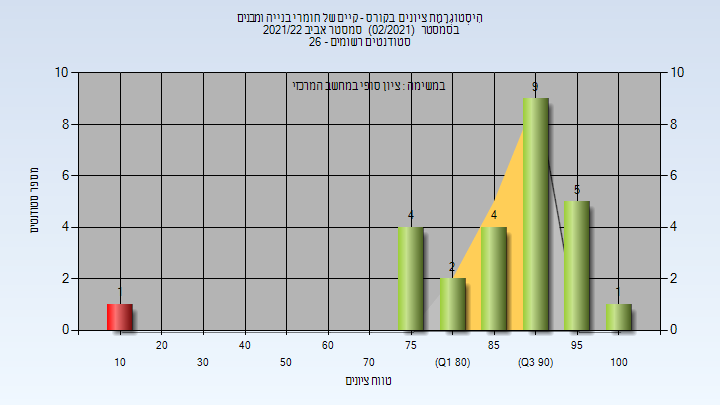 הִיסְטוֹגְרָמַת ציונים בקורס - קיים של חומרי בנייה ומבנים
בסמסטר (02/2021) סמסטר אביב 2021/22
סטודנטים רשומים - 26
במשימה : ציון סופי במחשב המרכזי
מספר סטודנטים
10 8 6 4 2 0
10 8 6 4 2 0
1 4 2 4 9 5 1
20 40 60 75 85 95
10 30 50 70 (Q1 80) (Q3 90) 100
טווח ציונים